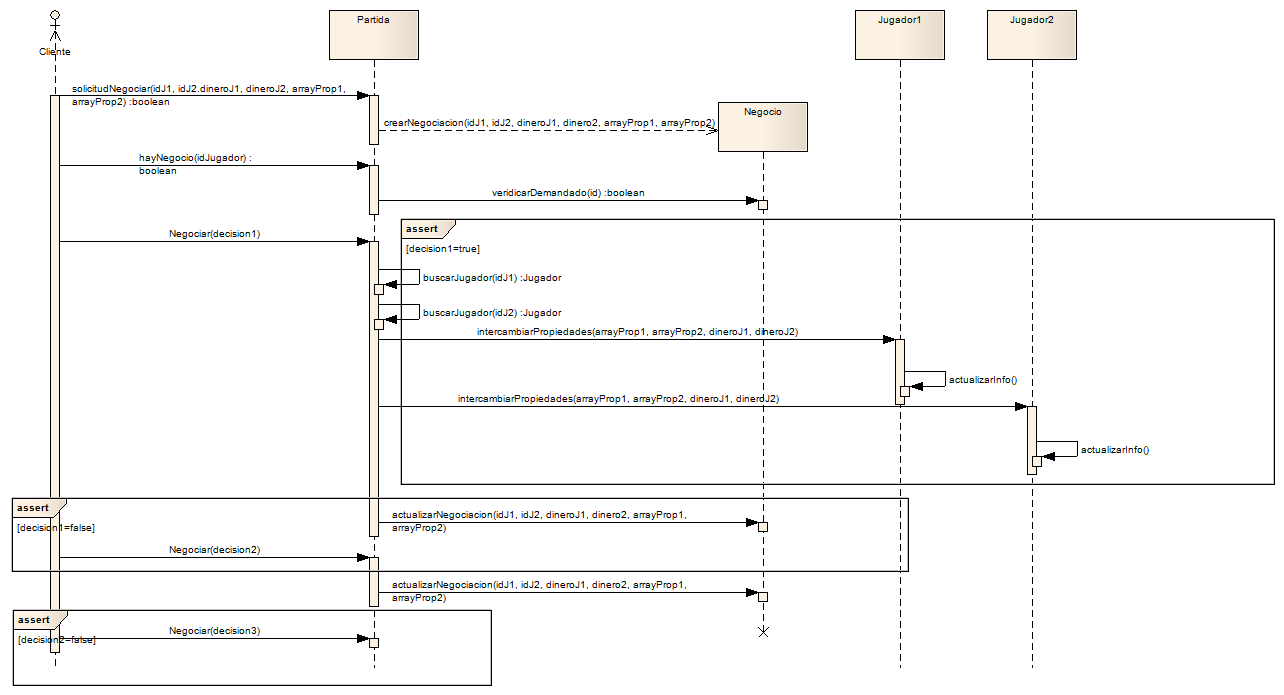 Partida
Jugador1
Jugador2
Cliente
solicitudNegociar(idJ1, idJ2.dineroJ1, dineroJ2, arrayProp1,
arrayProp2) :boolean
Negocio
crearNegociacion(idJ1, idJ2, dineroJ1, dinero2, arrayProp1, arrayProp2)
hayNegocio(idJugador) :
boolean
veridicarDemandado(id) :boolean
assert
Negociar(decision1)
[decision1=true]
buscarJugador(idJ1) :Jugador
buscarJugador(idJ2) :Jugador
intercambiarPropiedades(arrayProp1, arrayProp2, dineroJ1, dineroJ2)
actualizarInfo()
intercambiarPropiedades(arrayProp1, arrayProp2, dineroJ1, dineroJ2)
actualizarInfo()
assert
actualizarNegociacion(idJ1, idJ2, dineroJ1, dinero2, arrayProp1,
arrayProp2)
[decision1=false]
Negociar(decision2)
actualizarNegociacion(idJ1, idJ2, dineroJ1, dinero2, arrayProp1,
arrayProp2)
assert
Negociar(decision3)
[decision2=false]